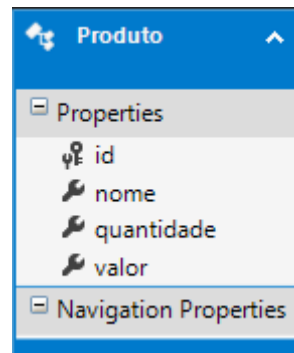 Produto
Properties
id
nome
quantidade
valor
Navigation Properties